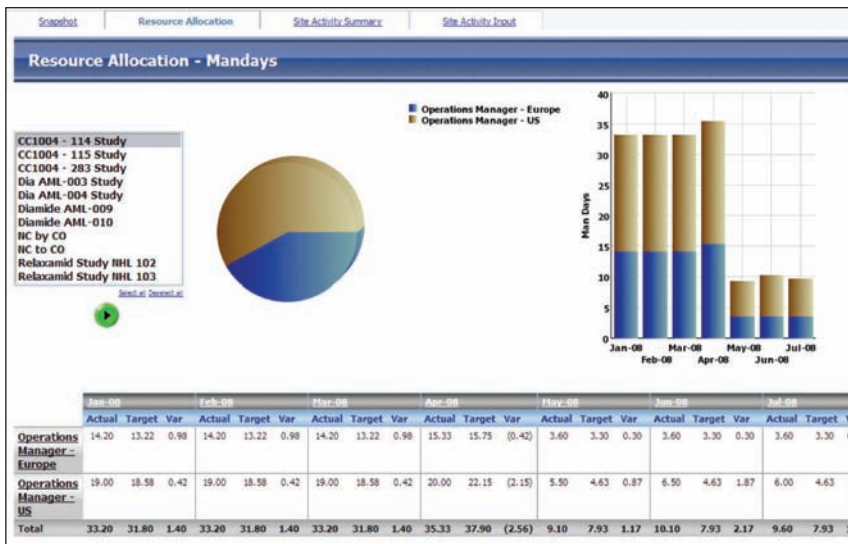 Snapshot Resource Allocation Site Activity Summary Site Activity Input
Resource Allocation - Mandays
Operations Manager - Europe
Operations Manager - US
CC1004 - 114 Study
CC1004 - 115 Study
CC1004 - 283 Study
Dia AML-003 Study
Dia AML-004 Study
Diamide AML-009
Diamide AML-010
NC by CO
NC to CO
Relaxamid Study NHL 102
Relaxamid Study NHL 103
Select all Deselect all
Man Days
40
35
30
25
20
15
10
5
0
Jan-08 Mar-08 May-08 Jul-08
Feb-08 Apr-08 Jun-08
Jan-08 Feb-08 Mar-08 Apr-08 May-08 Jun-08 Jul-08
Actual Target Var Actual Target Var Actual Target Var Actual Target Var Actual Target Var Actual Target Var Actual Target
Operations Manager - Europe 14.20 13.22 0.98 14.20 13.22 0.98 14.20 13.22 0.98 15.33 15.75 (0.42) 3.60 3.30 0.30 3.60 3.30 0.30 3.60 3.30
Operations Manager - US 19.00 18.58 0.42 19.00 18.58 0.42 19.00 18.58 0.42 20.00 22.15 (2.15) 5.50 4.63 0.87 6.50 4.63 1.87 6.00 4.63
Total 33.20 31.80 1.40 33.20 31.80 1.40 33.20 31.80 1.40 35.33 37.90 (2.56) 9.10 7.93 1.17 10.10 7.93 2.17 9.60 7.93